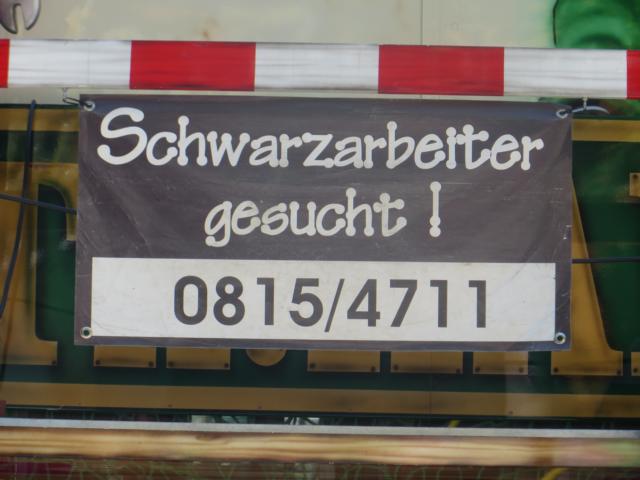 Schwarzarbeiter
gesucht !
0815/4711